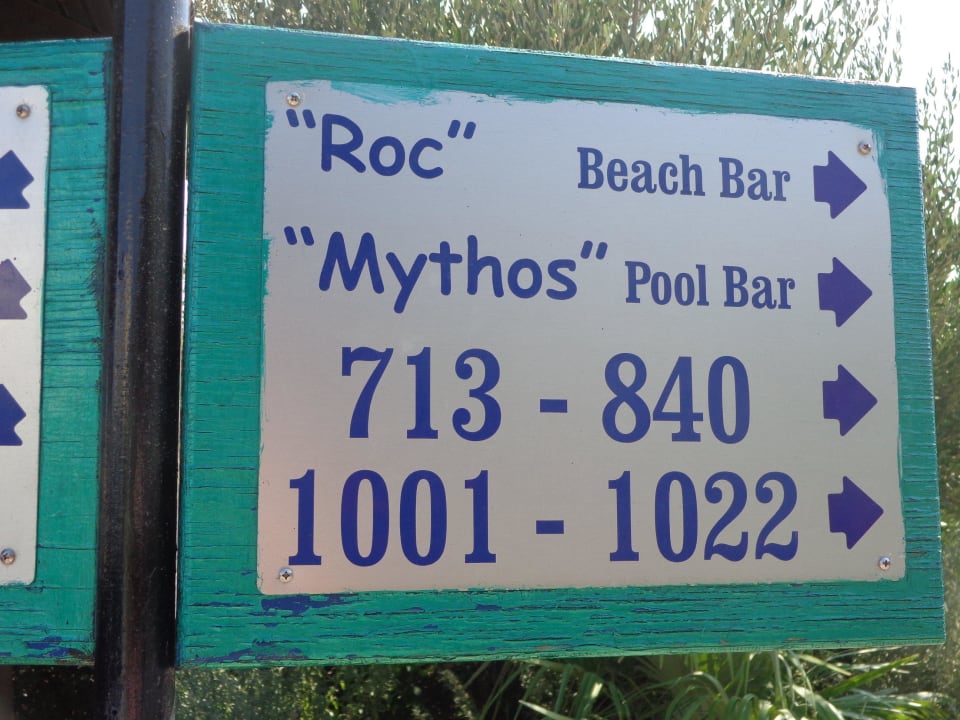 "Roc" Beach Bar
"Mythos" Pool Bar
713 - 840
1001 - 1022